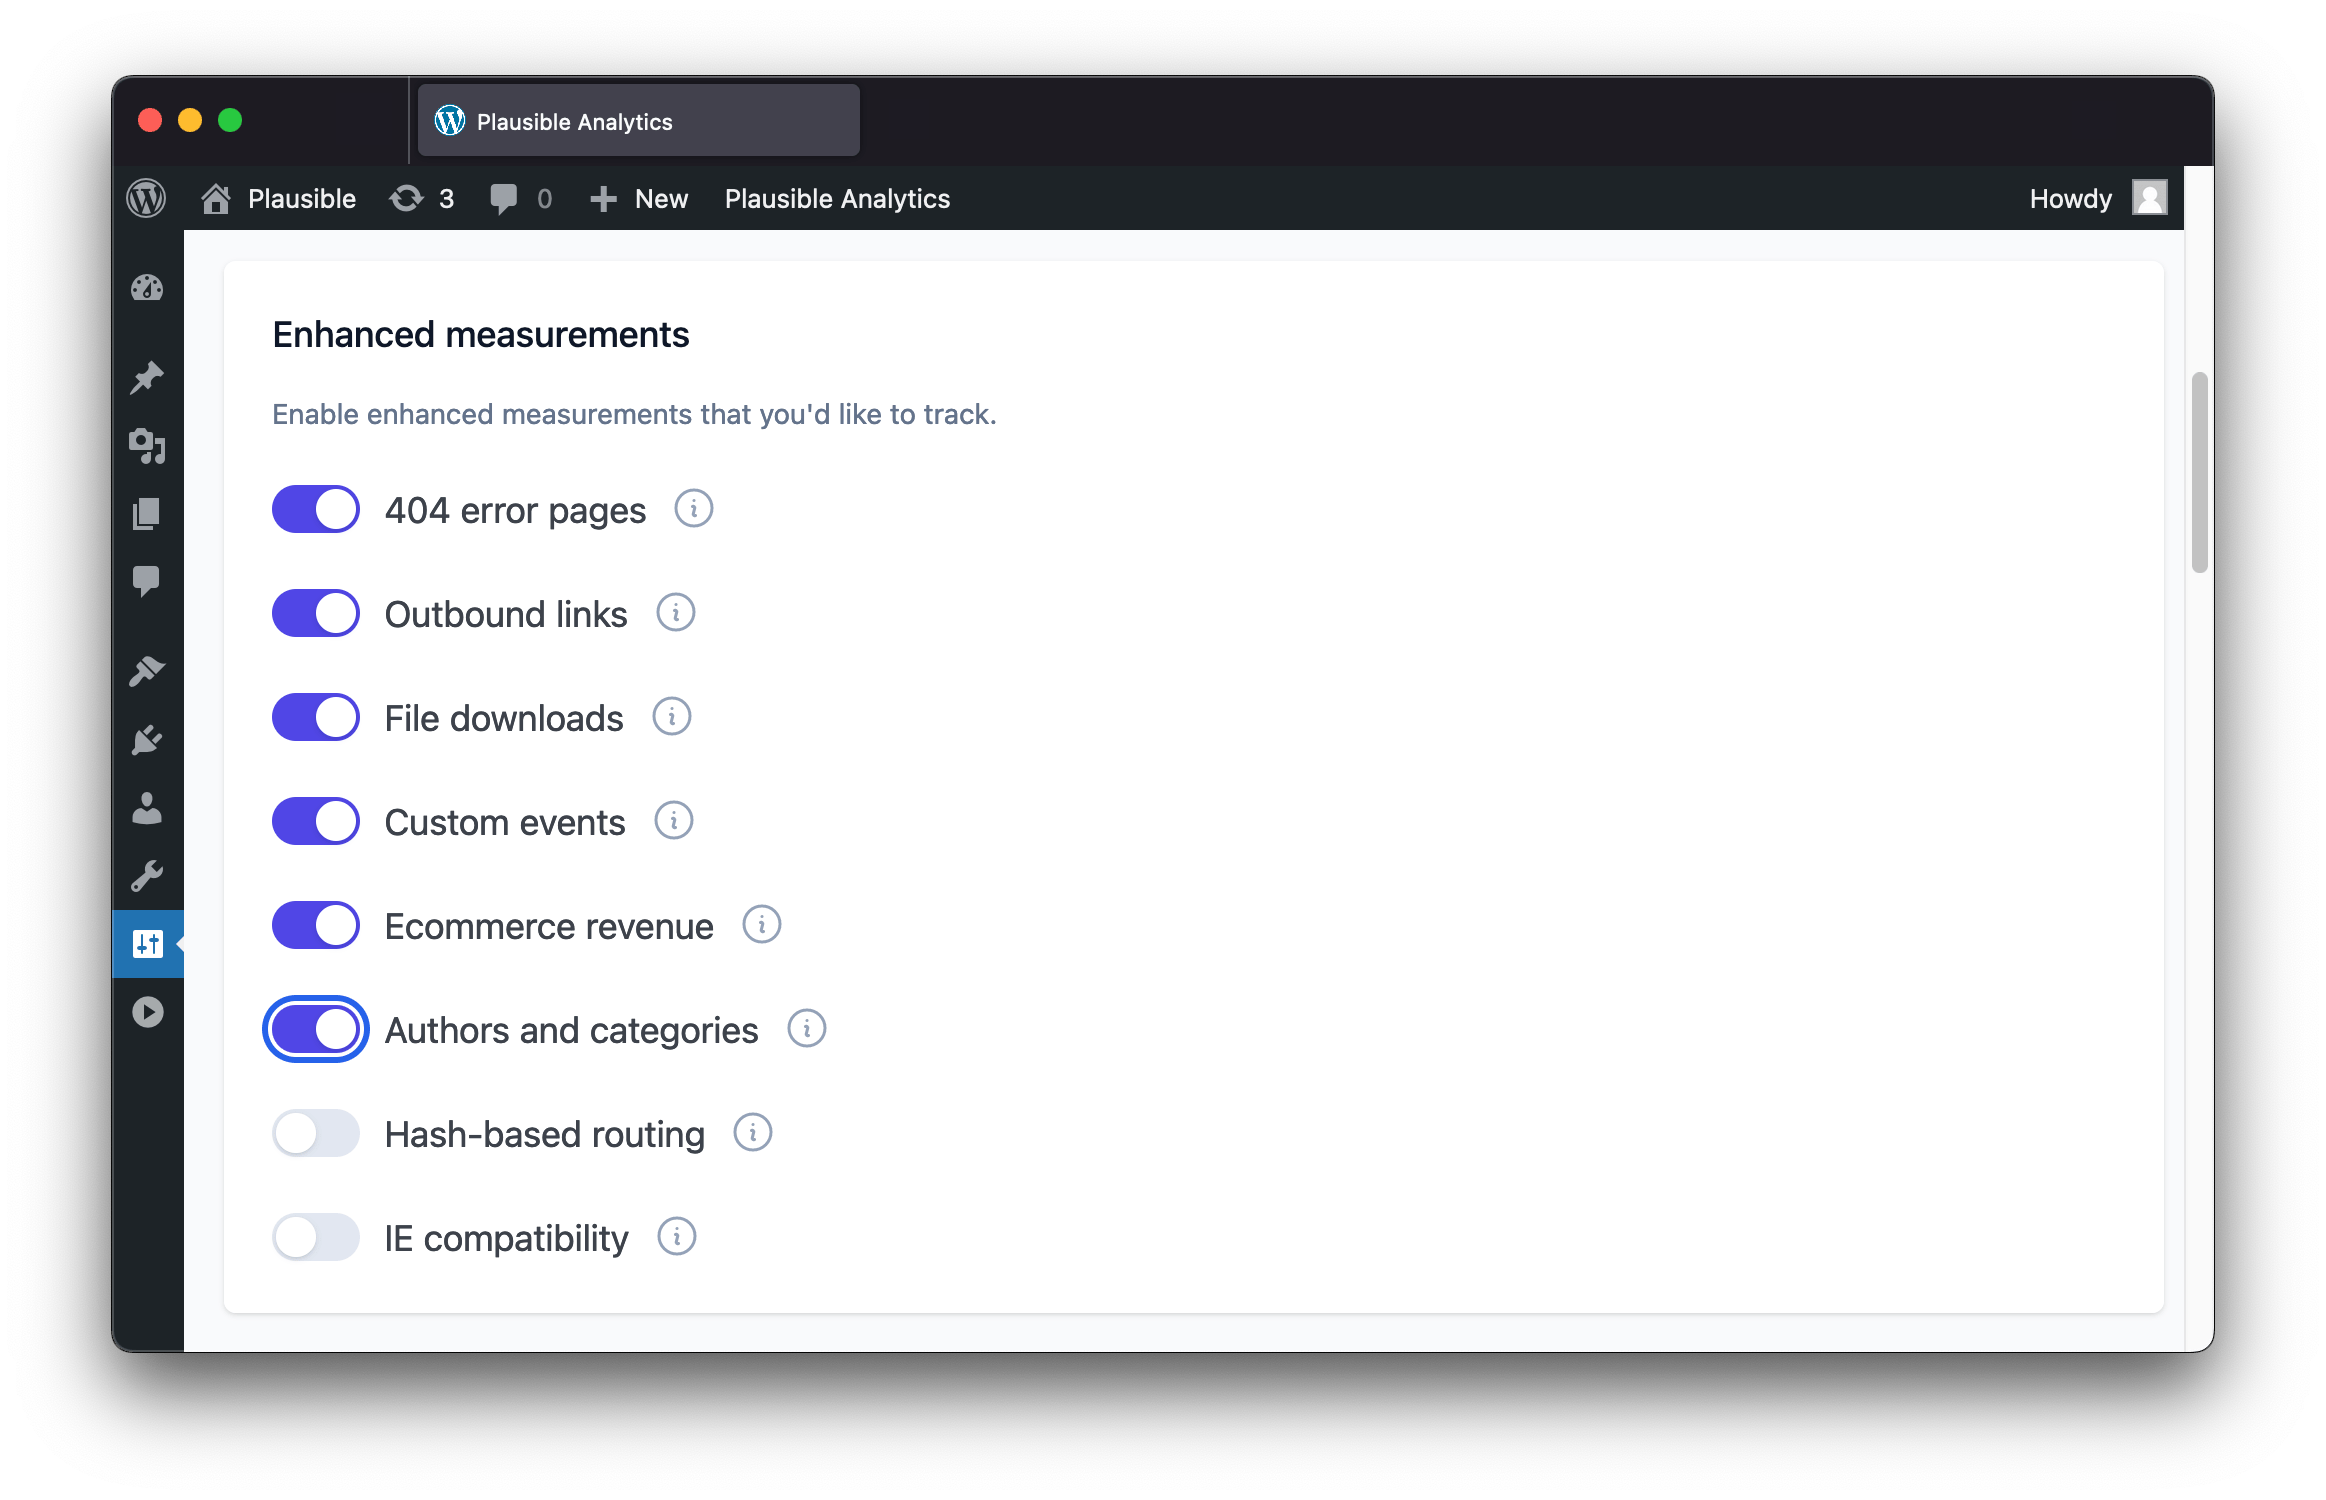 Plausible Analytics
Plausible 3 0 New Plausible Analytics Howdy
Enhanced measurements
Enable enhanced measurements that you'd like to track.
404 error pages
Outbound links
File downloads
Custom events
Ecommerce revenue
Authors and categories
Hash-based routing
IE compatibility